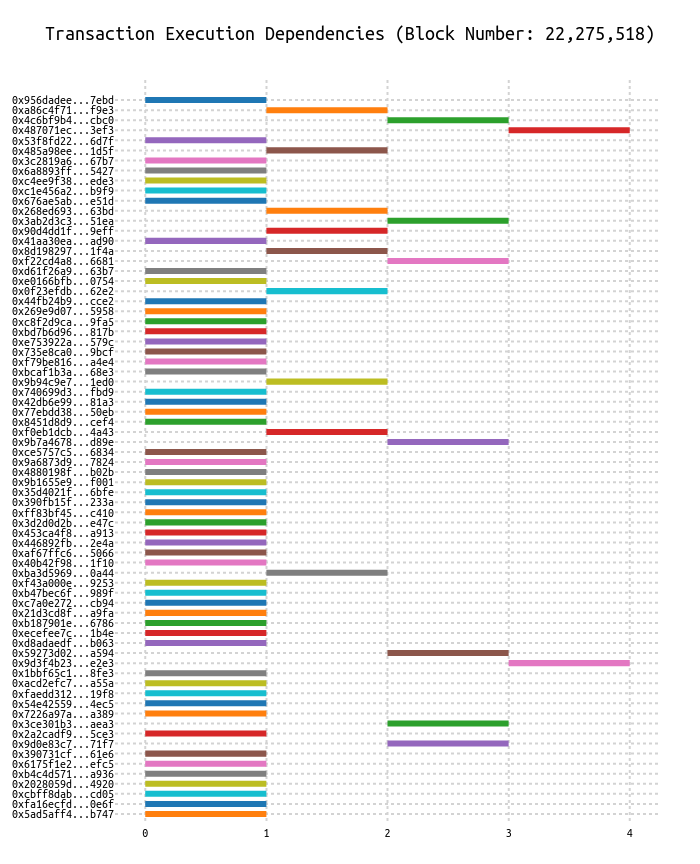 Transaction Execution Dependencies (Block Number: 22,275,518)
0x956dadee...7ebd
0xa86c4f71...f9e3
0x4c6bf9b4...cbc0
0x487071ec...3ef3
0x53f8fd22...6d7f
0x485a98ee...1d5f
0x3c2819a6...67b7
0x6a8893ff...5427
0xc4ee9f38...ede3
0xc1e456a2...b9f9
0x676ae5ab...e51d
0x268ed693...63bd
0x3ab2d3c3...51ea
0x90d4dd1f...9eff
0x41aa30ea...ad90
0x8d198297...1f4a
0xf22cd4a8...6681
0xd61f26a9...63b7
0xe0166bfb...0754
0x0f23efdb...62e2
0x44fb24b9...cce2
0x269e9d07...5958
0xc8f2d9ca...9fa5
0xbd7b6d96...817b
0xe753922a...579c
0x735e8ca0...9bcf
0xf79be816...a4e4
0xbcaf1b3a...68e3
0x9b94c9e7...1ed0
0x740699d3...fbd9
0x42db6e99...81a3
0x77ebdd38...50eb
0x8451d8d9...cef4
0xf0eb1dcb...4a43
0x9b7a4678...d89e
0xce5757c5...6834
0x9a6873d9...7824
0x4880198f...b02b
0x9b1655e9...f001
0x35d4021f...6bfe
0x390fb15f...233a
0xff83bf45...c410
0x3d2d0d2b...e47c
0x453ca4f8...a913
0x446892fb...2e4a
0xaf67ffc6...5066
0x40b42f98...1f10
0xba3d5969...0a44
0xf43a000e...9253
0xb47bec6f...989f
0xc7a0e272...cb94
0x21d3cd8f...a9fa
0xb187901e...6786
0xecefee7c...1b4e
0xd8adaedf...b063
0x59273d02...a594
0x9d3f4b23...e2e3
0x1bbf65c1...8fe3
0xacd2efc7...a55a
0xfaedd312...19f8
0x54e42559...4ec5
0x7226a97a...a389
0x3ce301b3...aea3
0x2a2cadf9...5ce3
0x9d0e83c7...71f7
0x390731cf...61e6
0x6175f1e2...efc5
0xb4c4d571...a936
0x2028059d...4920
0xcbff8dab...cd05
0xfa16ecfd...0e6f
0x5ad5aff4...b747
0 1 2 3 4